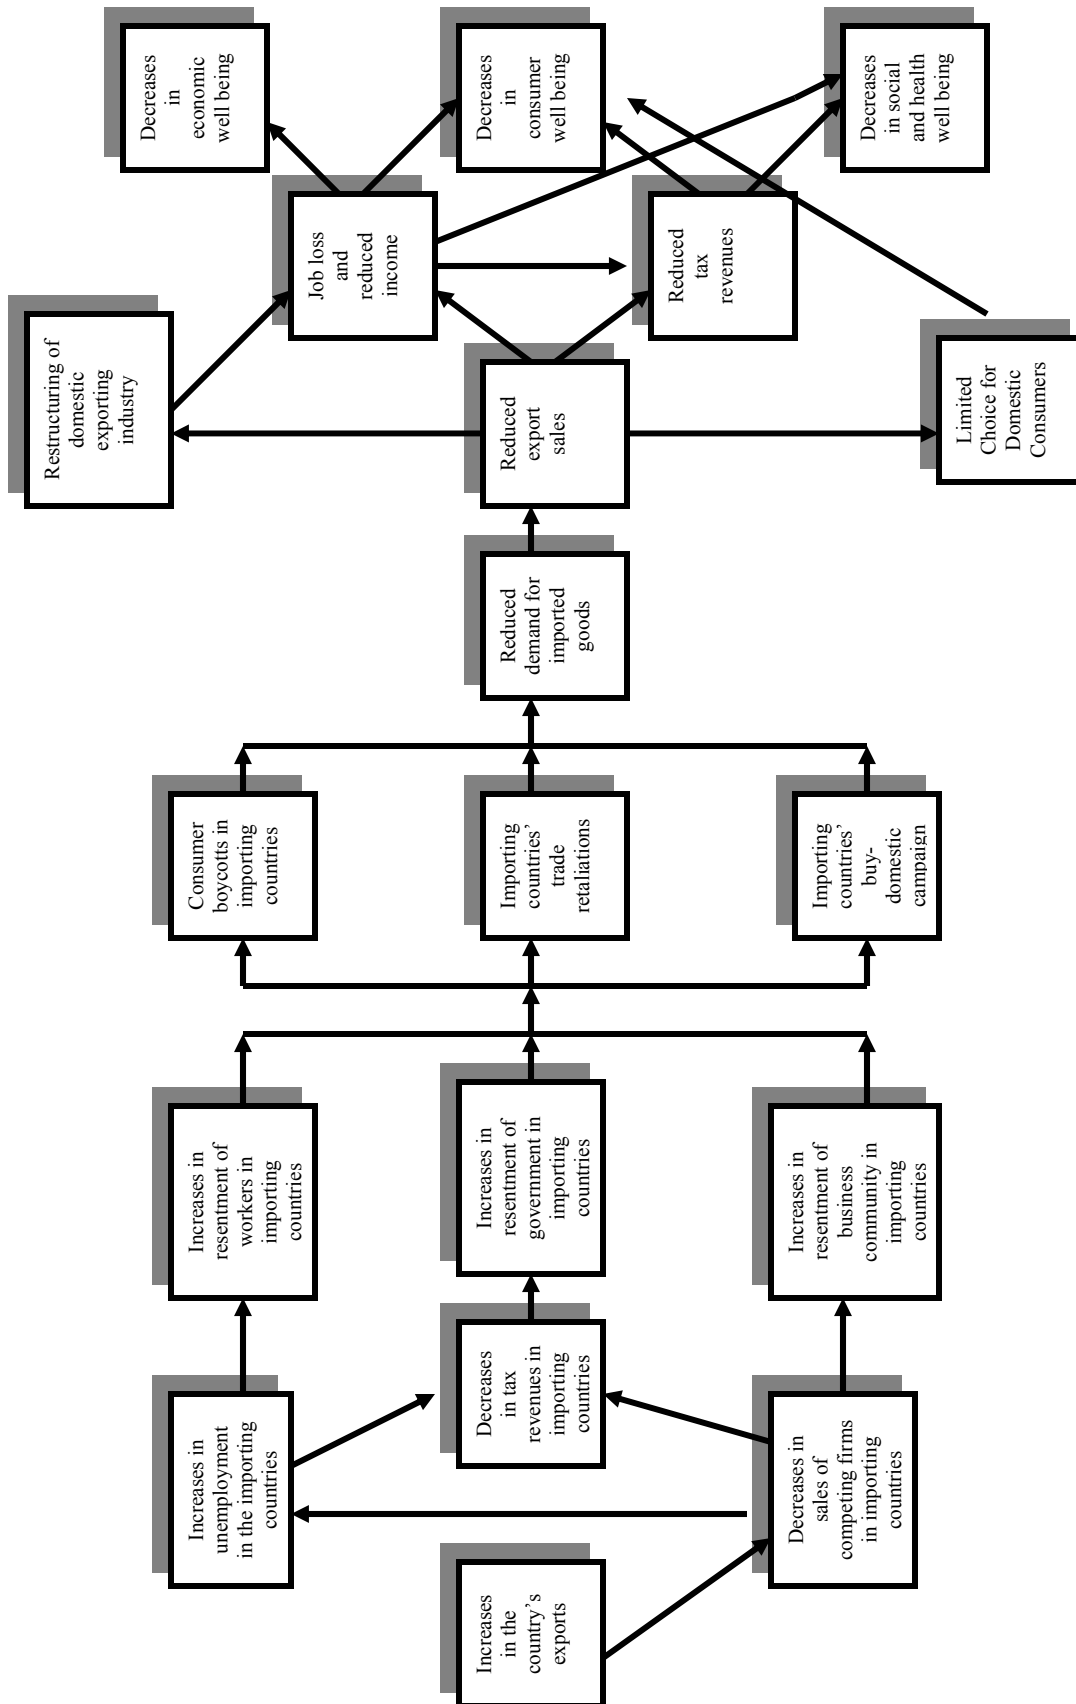 Increases
in the
country's
exports
Increases in
unemployment
in the importing
countries
Decreases in
sales of
competing firms
in importing
countries
Decreases
in tax
revenues in
importing
countries
Increases in
resentment of
workers in
importing
countries
Increases in
resentment of
government in
importing
countries
Increases in
resentment of
business
community in
importing
countries
Consumer
boycotts in
importing
countries
Importing
countries'
trade
retaliations
Importing
countries'
buy-
domestic
campaign
Reduced
demand for
imported
goods
Reduced
export
sales
Restructuring of
domestic
exporting
industry
Limited
Choice for
Domestic
Consumers
Job loss
and
reduced
income
Reduced
tax
revenues
Decreases
in
economic
well being
Decreases
in
consumer
well being
Decreases
in social
and health
well being